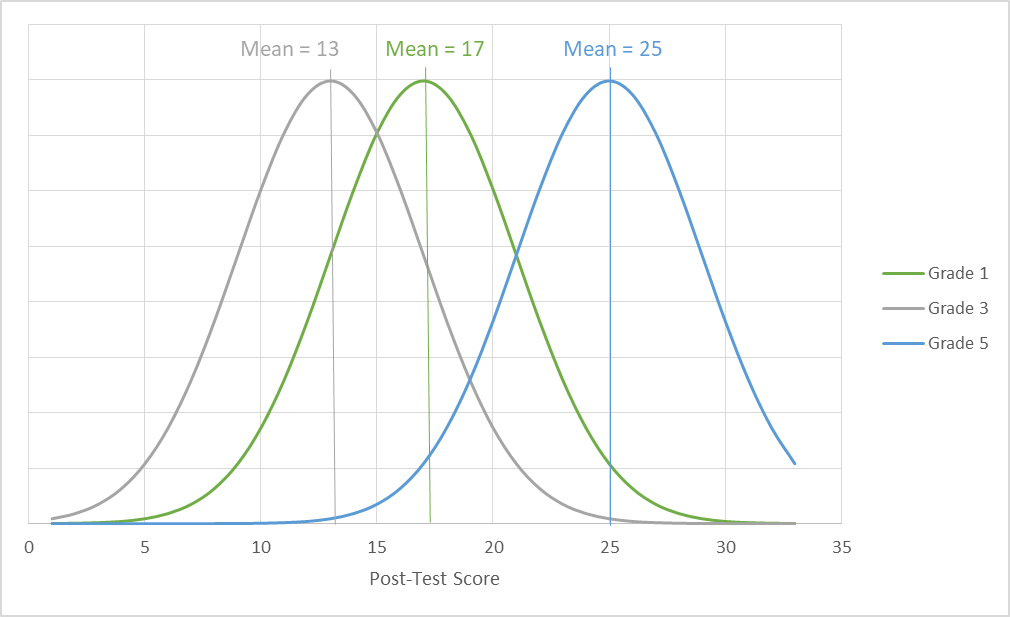 Mean = 13
Mean = 17
Mean = 25
Grade 1
Grade 3
Grade 5
0
5
10
15
20
25
30
35
Post-Test Score